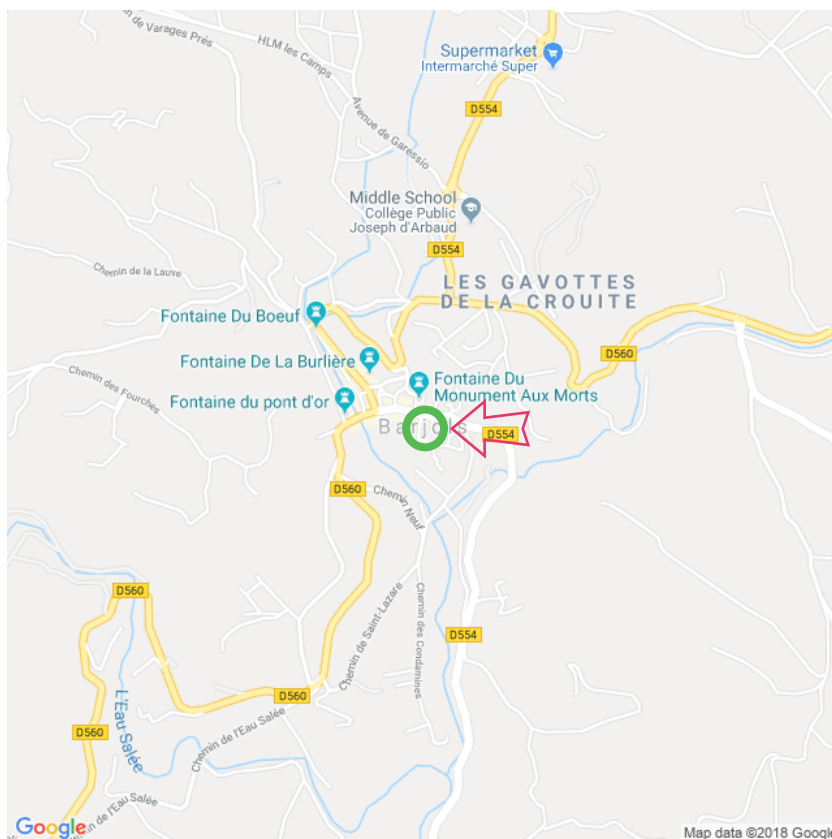 in de Varages Prés
HLM les Camps
Supermarket
Intermarché Super
D554
Avenue de Garessio
Middle School
Collège Public
Joseph d'Arbaud
D554
Chemin de la Lauve
LES GAVOTTES
DE LA CROUITE
Fontaine Du Boeuf
D560
Fontaine De La Burlière
Chemin des Fourches
Fontaine Du
Monument Aux Morts
Fontaine du pont d'or
Barjols
D554
D560
Chemin Neuf
D560
Chemin de Saint-Lazare
Chemin des Condamines
D554
L'Eau Salée
D560
Chemin de l'Eau Salée
D560
min de l'Eau Salée
Google
Map data ©2018 Google